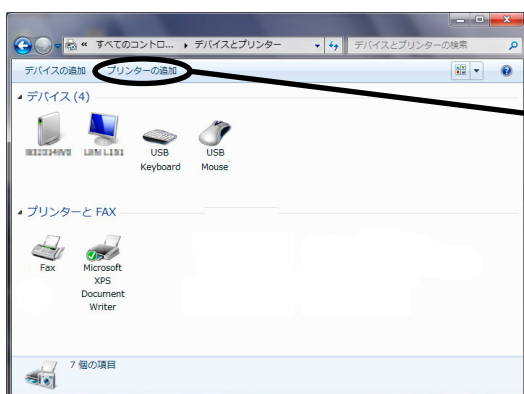 « すべてのコントロ... ▸ デバイスとプリンター
デバイスとプリンターの検索
デバイスの追加 プリンターの追加
デバイス (4)
USB Keyboard
USB Mouse
プリンターと FAX
Fax
Microsoft
XPS
Document
Writer
7 個の項目